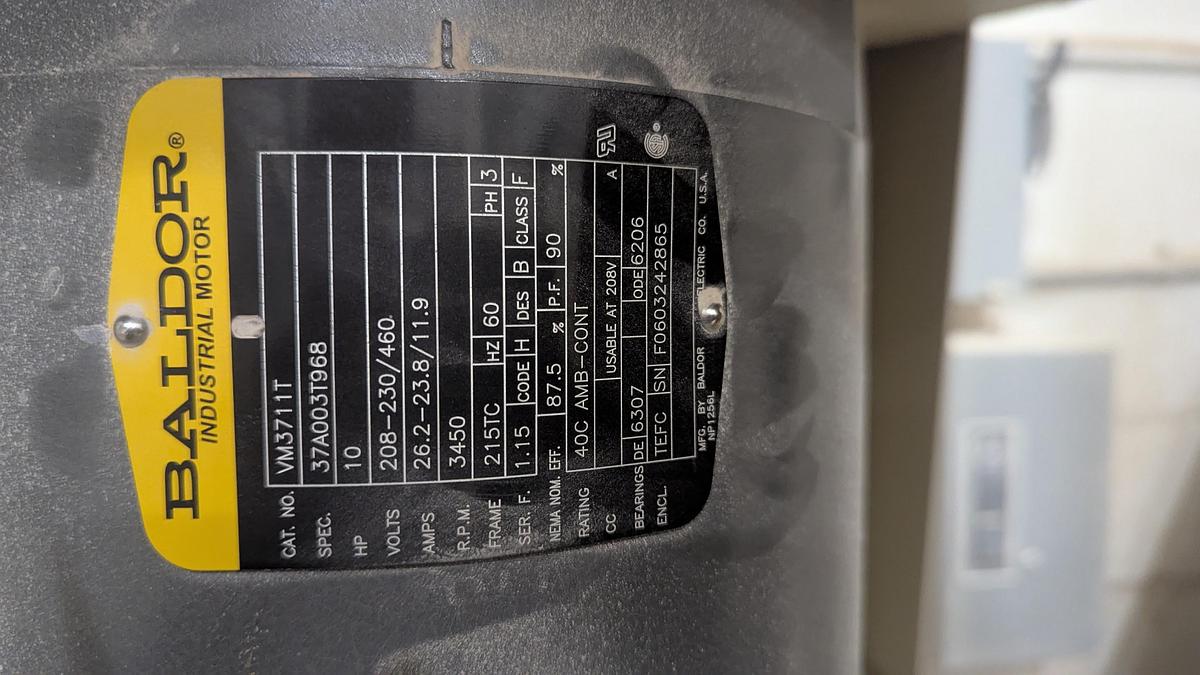 BALDOR®
INDUSTRIAL MOTOR
CAT. NO. VM3711T
SPEC. 37A003T968
HP 10
VOLTS 208-230/460
AMPS 26.2-23.8/11.9
R.P.M. 3450
FRAME 215TC HZ 60 PH 3
SER. F. 1.15 CODE H DES B CLASS F
NEMA NOM. EFF. 87.5 % P.F. 90 %
RATING 40C AMB-CONT
CC USABLE AT 208V A
BEARINGS DE 6307 ODE 6206
ENCL. TEFC SN F0603242865
MFG. BY BALDOR ELECTRIC CO. U.S.A.
NP1256L